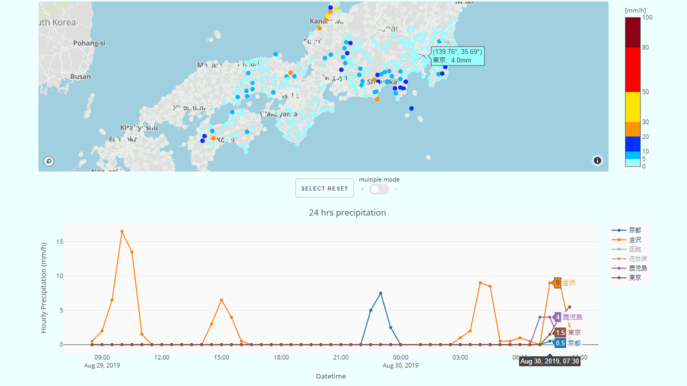 South Korea
[mm/h]
Pohang-si
Busan
(139.76°, 35.69°)
東京: 4.0mm
100
80
50
30
20
10
5
0
SELECT RESET
multiple mode
24 hrs precipitation
Hourly Precipitation (mm/h)
15
10
5
0
京都
金沢
函館
佐世保
鹿児島
東京
9 金沢
4 鹿児島
1.5 東京
0.5 京都
Aug 30, 2019, 07:30
09:00
Aug 29, 2019
12:00
15:00
18:00
21:00
00:00
Aug 30, 2019
03:00
Datetime